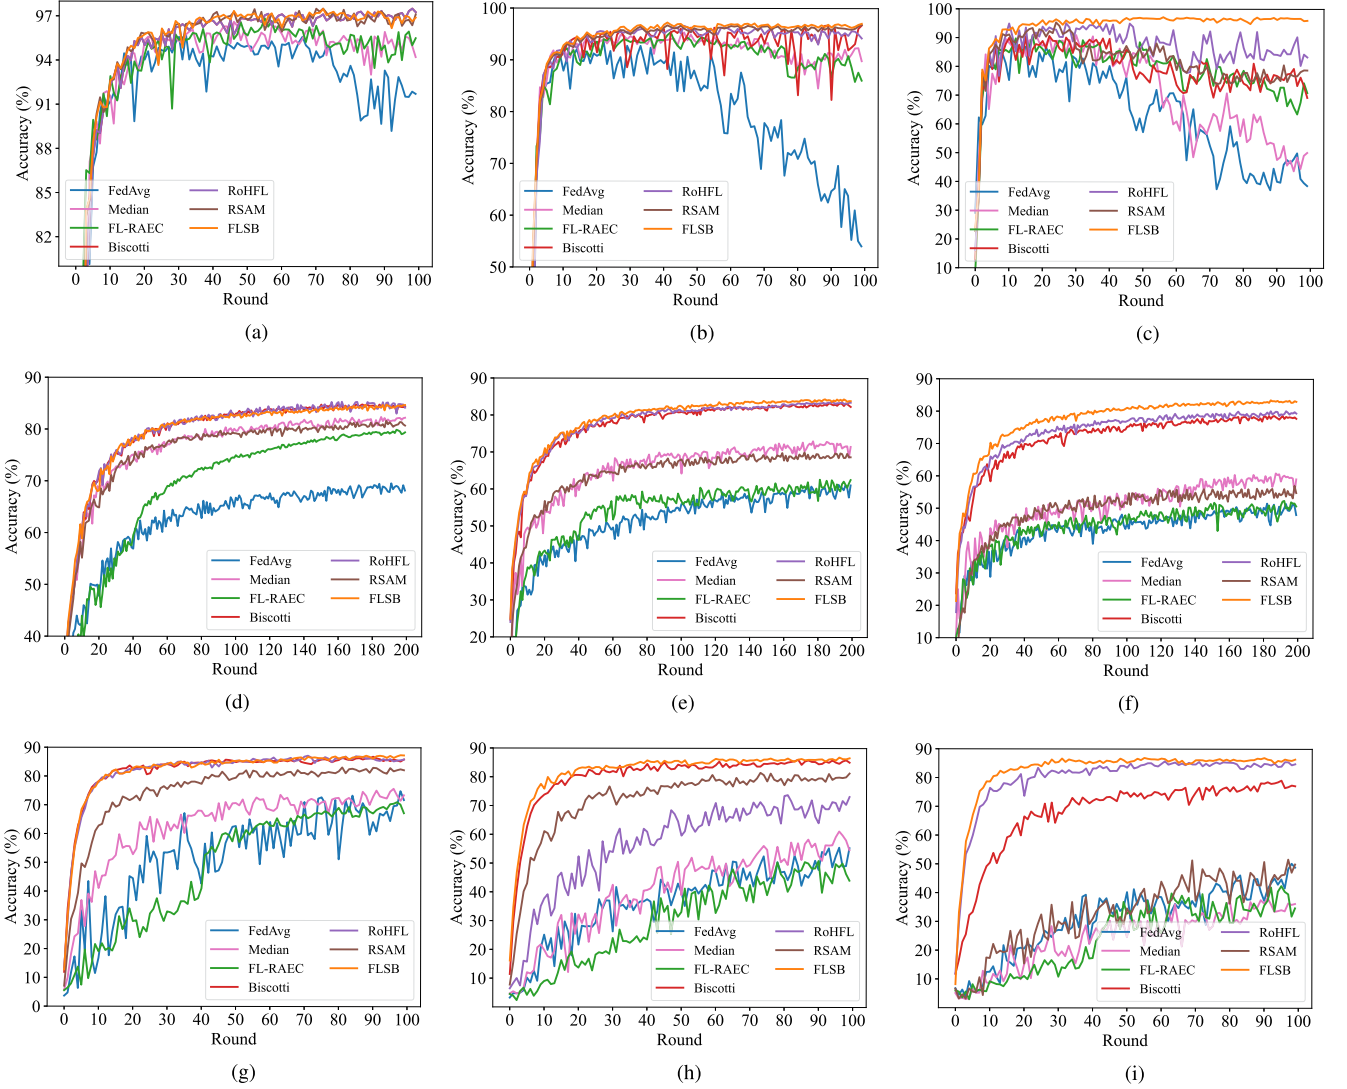 97
94
91
88
85
82
Accuracy (%)
FedAvg
Median
FL-RAEC
Biscotti
RoHFL
RSAM
FLSB
0 10 20 30 40 50 60 70 80 90 100
Round
(a)
100
90
80
70
60
50
Accuracy (%)
FedAvg
Median
FL-RAEC
Biscotti
RoHFL
RSAM
FLSB
0 10 20 30 40 50 60 70 80 90 100
Round
(b)
100
90
80
70
60
50
40
30
20
10
Accuracy (%)
FedAvg
Median
FL-RAEC
Biscotti
RoHFL
RSAM
FLSB
0 10 20 30 40 50 60 70 80 90 100
Round
(c)
90
80
70
60
50
40
Accuracy (%)
FedAvg
Median
FL-RAEC
Biscotti
RoHFL
RSAM
FLSB
0 20 40 60 80 100 120 140 160 180 200
Round
(d)
90
80
70
60
50
40
30
20
Accuracy (%)
FedAvg
Median
FL-RAEC
Biscotti
RoHFL
RSAM
FLSB
0 20 40 60 80 100 120 140 160 180 200
Round
(e)
90
80
70
60
50
40
30
20
10
Accuracy (%)
FedAvg
Median
FL-RAEC
Biscotti
RoHFL
RSAM
FLSB
0 20 40 60 80 100 120 140 160 180 200
Round
(f)
90
80
70
60
50
40
30
20
10
0
Accuracy (%)
FedAvg
Median
FL-RAEC
Biscotti
RoHFL
RSAM
FLSB
0 10 20 30 40 50 60 70 80 90 100
Round
(g)
90
80
70
60
50
40
30
20
10
Accuracy (%)
FedAvg
Median
FL-RAEC
Biscotti
RoHFL
RSAM
FLSB
0 10 20 30 40 50 60 70 80 90 100
Round
(h)
90
80
70
60
50
40
30
20
10
Accuracy (%)
FedAvg
Median
FL-RAEC
Biscotti
RoHFL
RSAM
FLSB
0 10 20 30 40 50 60 70 80 90 100
Round
(i)